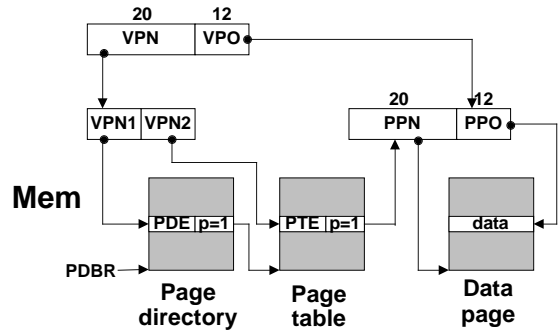 20 12
VPN VPO
20 12
VPN1 VPN2 PPN PPO
Mem
PDE p=1 PTE p=1 data
PDBR
Page directory
Page table
Data page